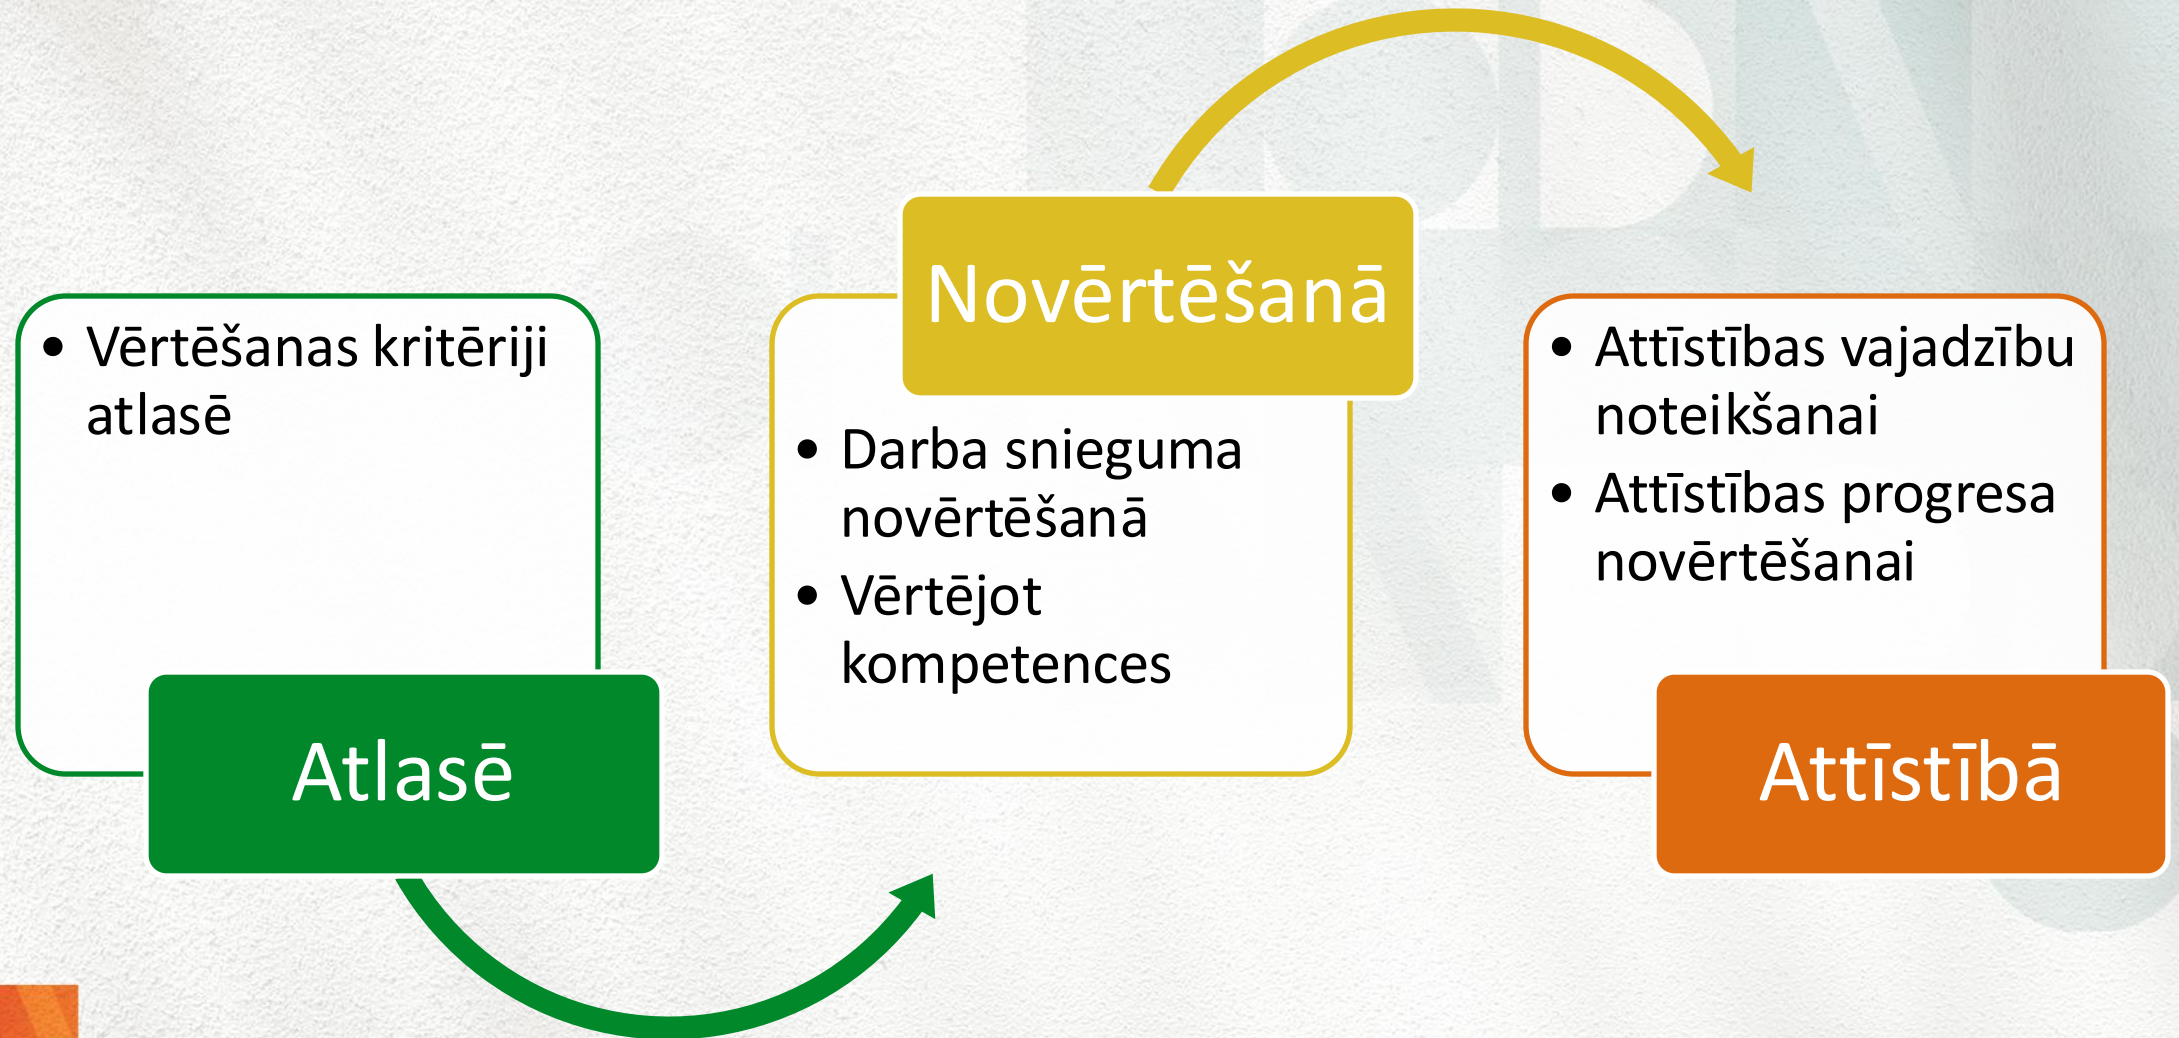 • Vērtēšanas kritēriji
atlasē
Atlasē
Novērtēšanā
• Darba snieguma
novērtēšanā
• Vērtējot
kompetences
• Attīstības vajadzību
noteikšanai
• Attīstības progresa
novērtēšanai
Attīstībā